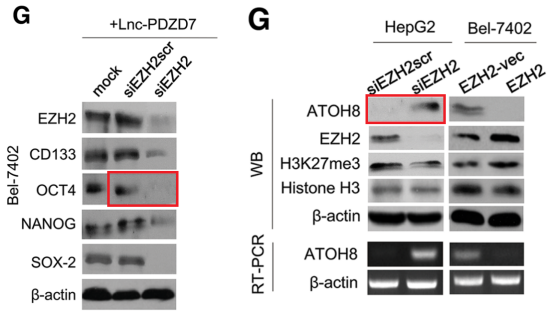 G
+Lnc-PDZD7
mock
siEZH2scr
siEZH2
Bel-7402
EZH2
CD133
OCT4
NANOG
SOX-2
β-actin
G
HepG2
Bel-7402
siEZH2scr
siEZH2
EZH2-vec
EZH2
WB
ATOH8
EZH2
H3K27me3
Histone H3
β-actin
RT-PCR
ATOH8
β-actin